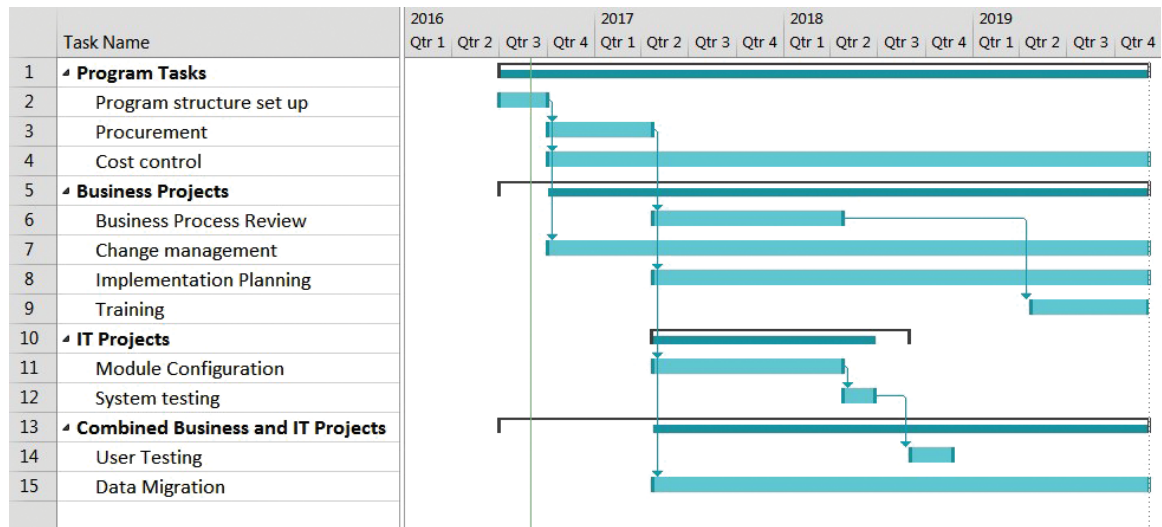 2016 2017 2018 2019
Task Name Qtr 1 Qtr 2 Qtr 3 Qtr 4 Qtr 1 Qtr 2 Qtr 3 Qtr 4 Qtr 1 Qtr 2 Qtr 3 Qtr 4 Qtr 1 Qtr 2 Qtr 3 Qtr 4
1 Program Tasks
2 Program structure set up
3 Procurement
4 Cost control
5 Business Projects
6 Business Process Review
7 Change management
8 Implementation Planning
9 Training
10 IT Projects
11 Module Configuration
12 System testing
13 Combined Business and IT Projects
14 User Testing
15 Data Migration